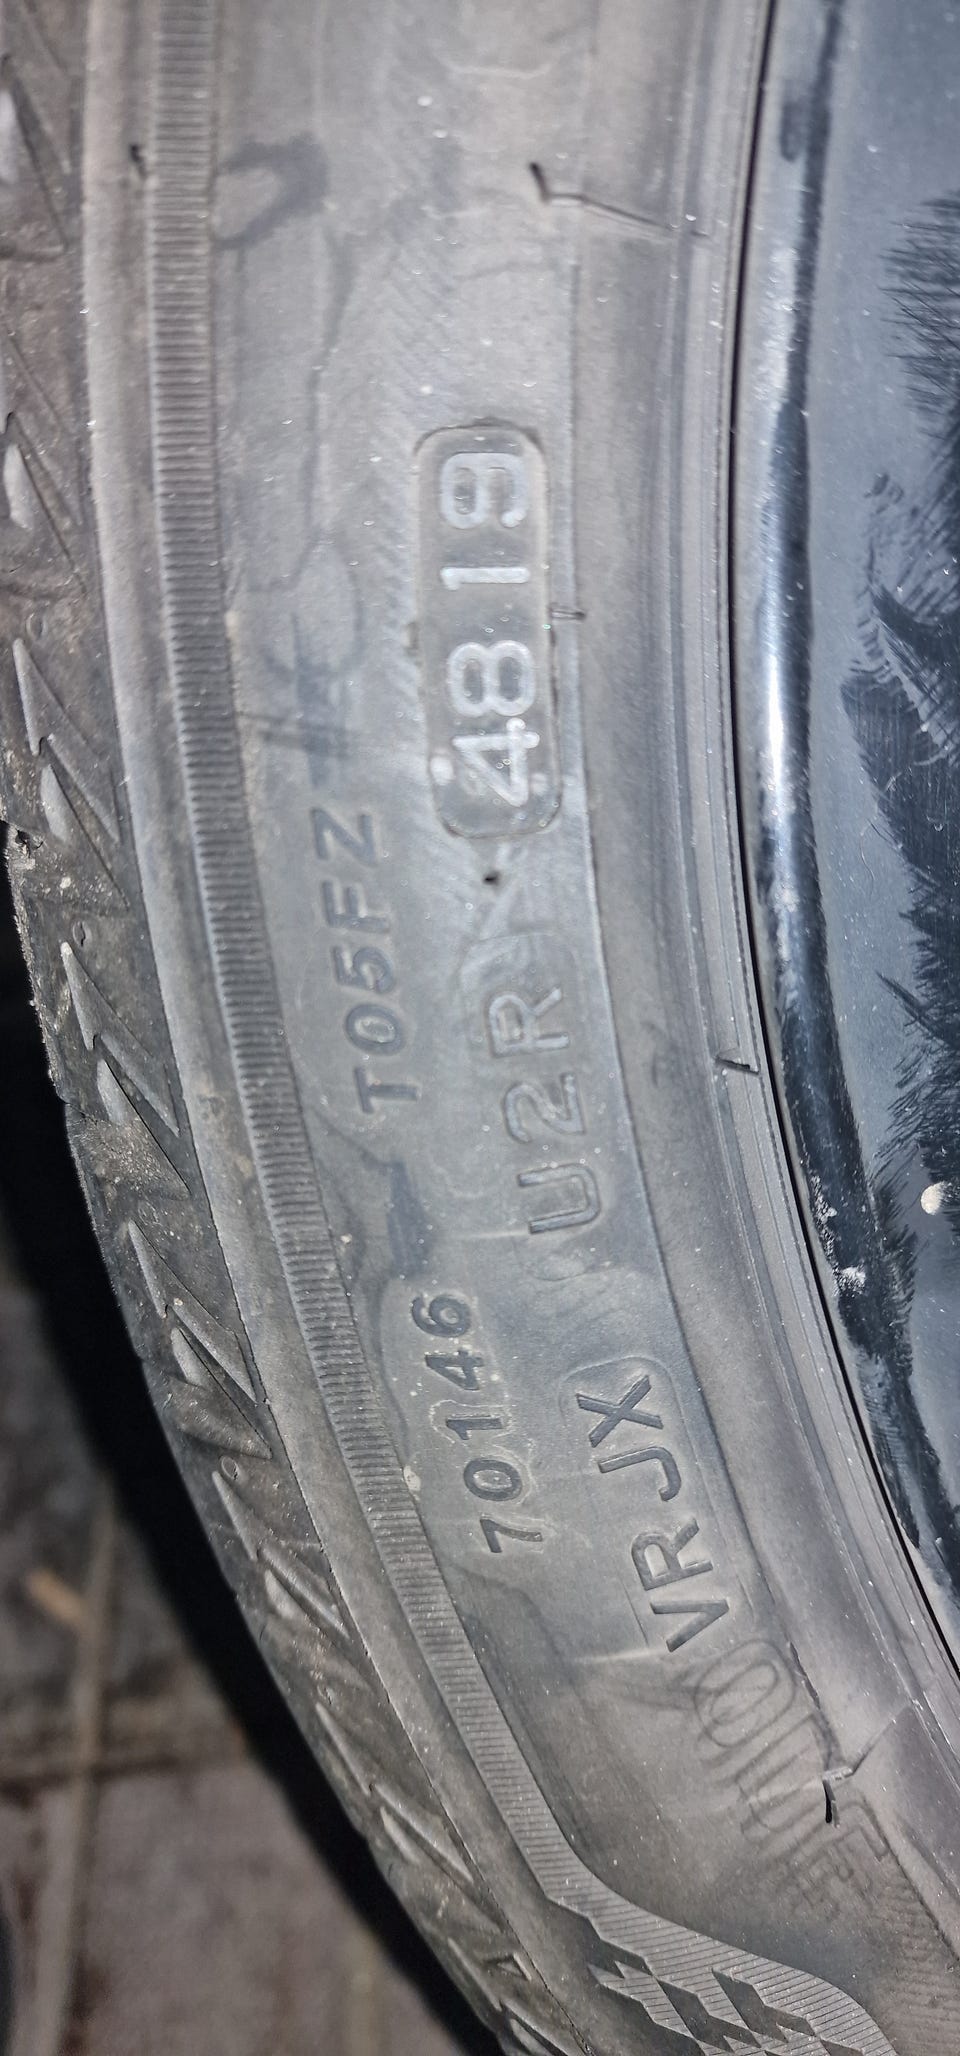 70146 T05FZ
VR JX U2R 4819